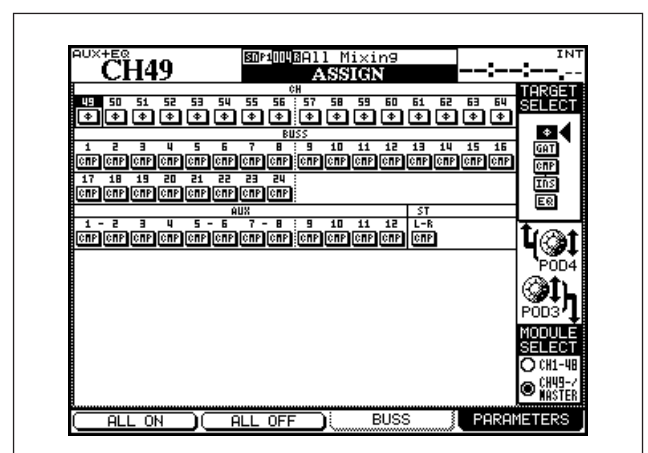 AUX+EQ
CH49
SNP1 004 All Mixing
ASSIGN
--:--:--.--
INT
CH
49 50 51 52 53 54 55 56 57 58 59 60 61 62 63 64
Φ Φ Φ Φ Φ Φ Φ Φ Φ Φ Φ Φ Φ Φ Φ Φ
BUSS
1 2 3 4 5 6 7 8 9 10 11 12 13 14 15 16
CMP CMP CMP CMP CMP CMP CMP CMP CMP CMP CMP CMP CMP CMP CMP CMP
17 18 19 20 21 22 23 24
CMP CMP CMP CMP CMP CMP CMP CMP
AUX ST
1 - 2 3 4 5 - 6 7 - 8 9 10 11 12 L-R
CMP CMP CMP CMP CMP CMP CMP CMP CMP CMP CMP CMP CMP
TARGET
SELECT
Φ
GAT
CMP
INS
EQ
POD4
POD3
MODULE
SELECT
CH1-48
CH49-/
MASTER
ALL ON ALL OFF BUSS PARAMETERS